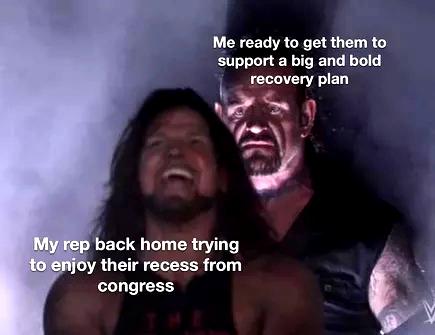 Me ready to get them to
support a big and bold
recovery plan
My rep back home trying
to enjoy their recess from
congress
THE